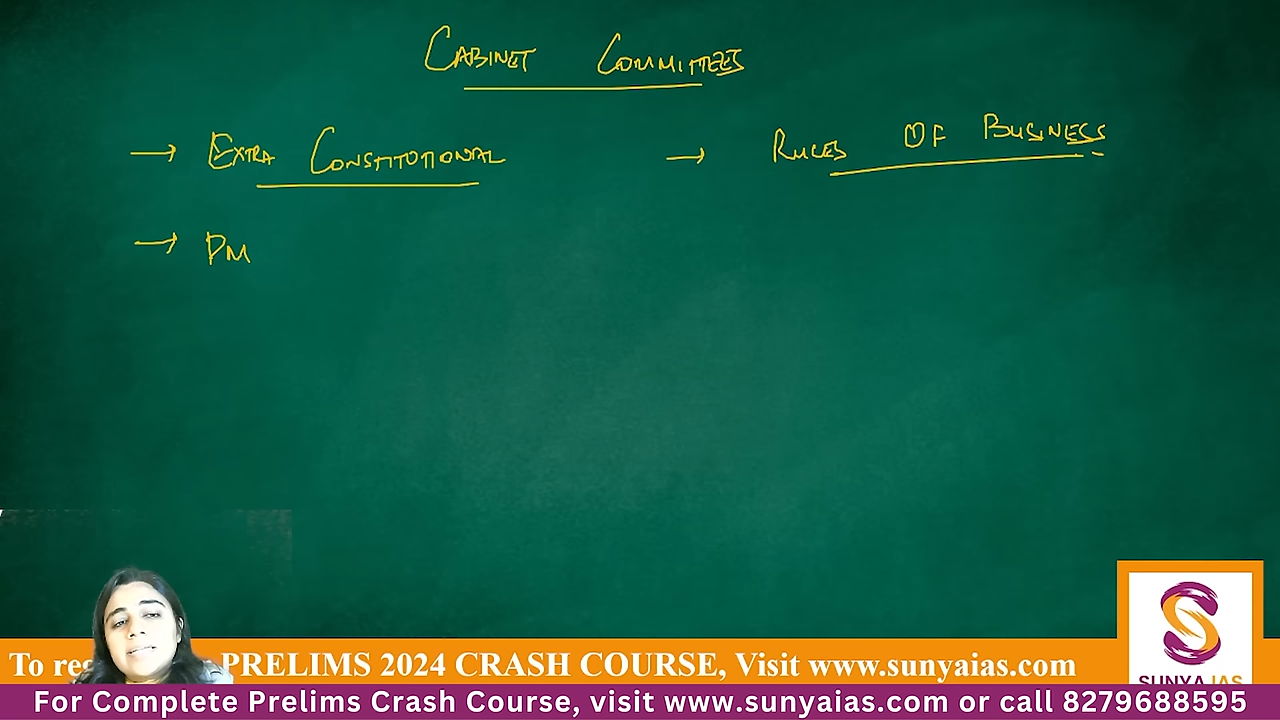 CABINET COMMITTEES
→ EXTRA CONSTITUTIONAL → RULES OF BUSINESS
→ PM
SUNYA IAS
To reg PRELIMS 2024 CRASH COURSE, Visit www.sunyaias.com
For Complete Prelims Crash Course, visit www.sunyaias.com or call 8279688595